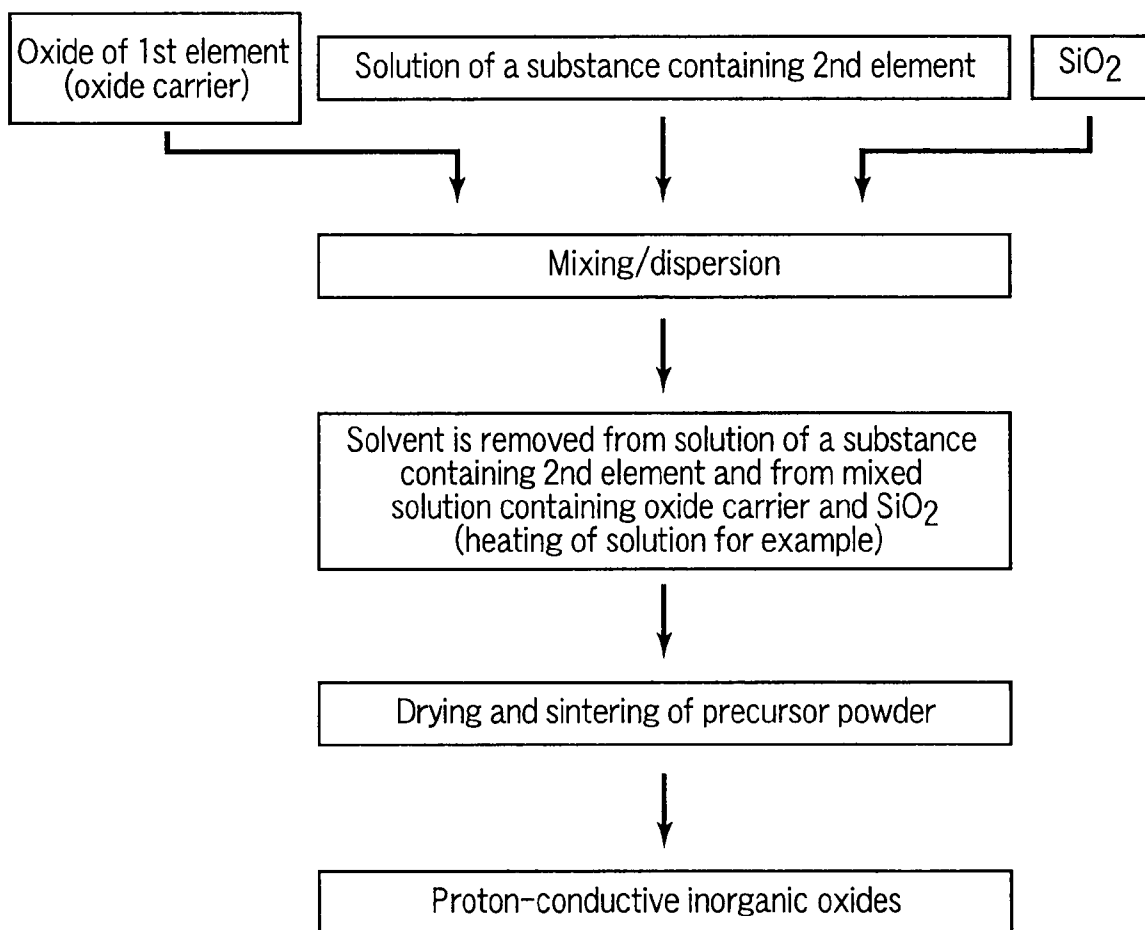 Oxide of 1st element
(oxide carrier)
Solution of a substance containing 2nd element
SiO2
Mixing/dispersion
Solvent is removed from solution of a substance
containing 2nd element and from mixed
solution containing oxide carrier and SiO2
(heating of solution for example)
Drying and sintering of precursor powder
Proton-conductive inorganic oxides